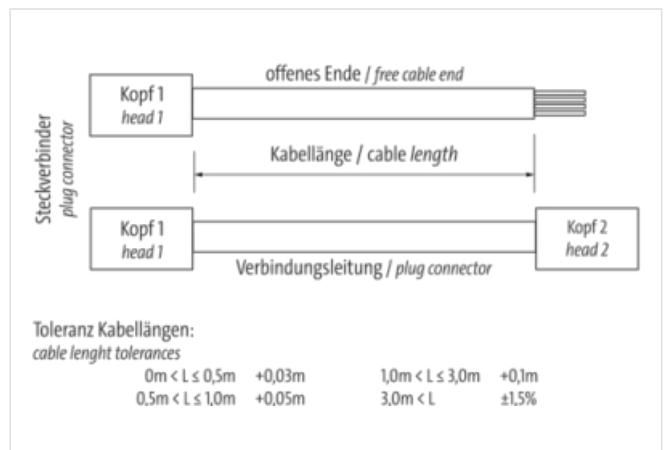 offenes Ende / free cable end
Kopf 1
head 1
Steckverbinder
plug connector
Kabellänge / cable length
Kopf 1
head 1
Kopf 2
head 2
Verbindungsleitung / plug connector
Toleranz Kabellängen:
cable lenght tolerances
0m < L ≤ 0,5m +0,03m 1,0m < L ≤ 3,0m +0,1m
0,5m < L ≤ 1,0m +0,05m 3,0m < L ±1,5%